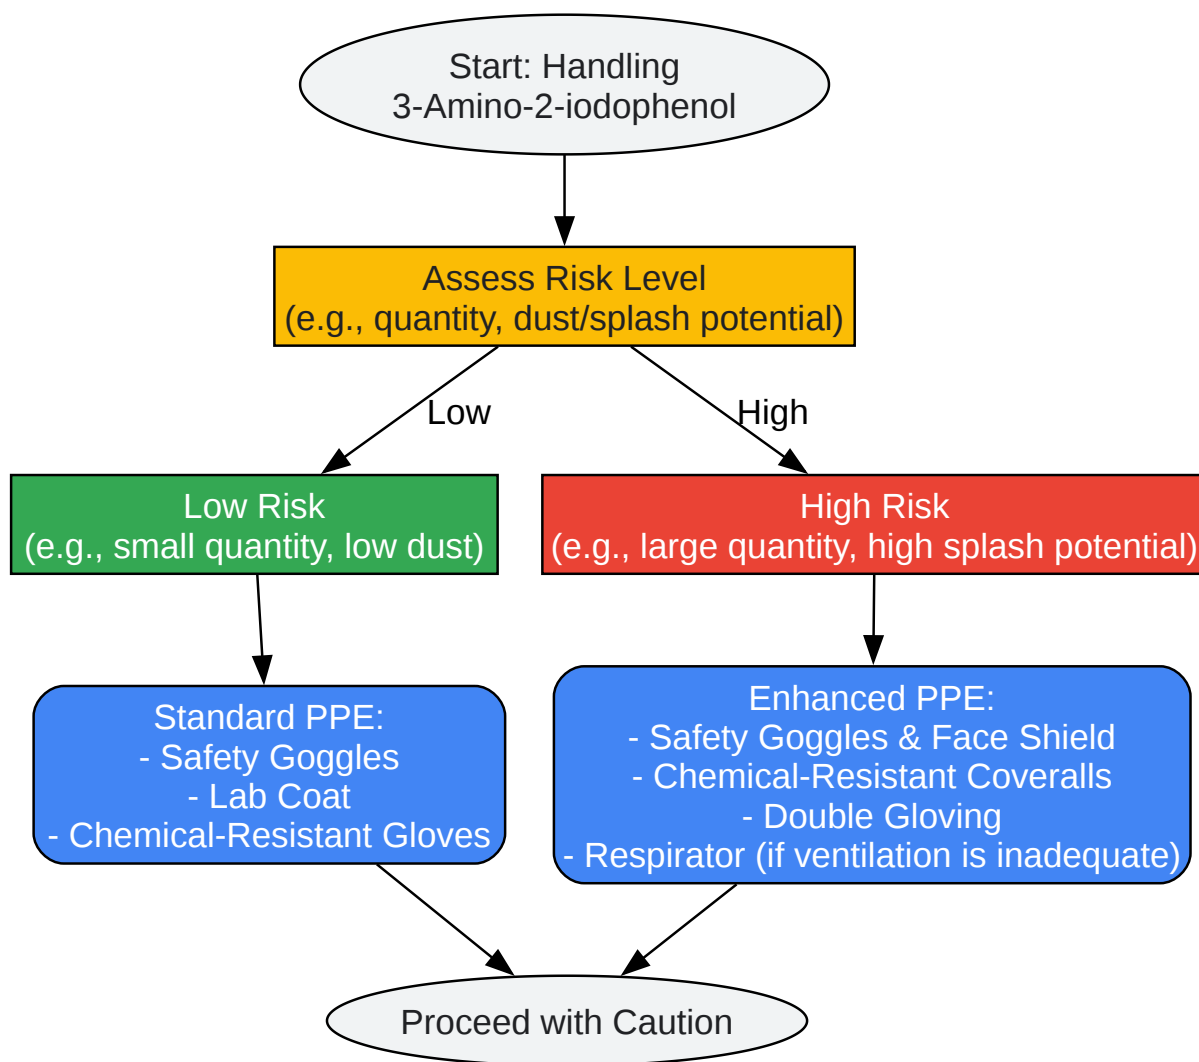 Start: Handling
3-Amino-2-iodophenol
Assess Risk Level
(e.g., quantity, dust/splash potential)
Low
High
Low Risk
(e.g., small quantity, low dust)
High Risk
(e.g., large quantity, high splash potential)
Standard PPE:
- Safety Goggles
- Lab Coat
- Chemical-Resistant Gloves
Enhanced PPE:
- Safety Goggles & Face Shield
- Chemical-Resistant Coveralls
- Double Gloving
- Respirator (if ventilation is inadequate)
Proceed with Caution